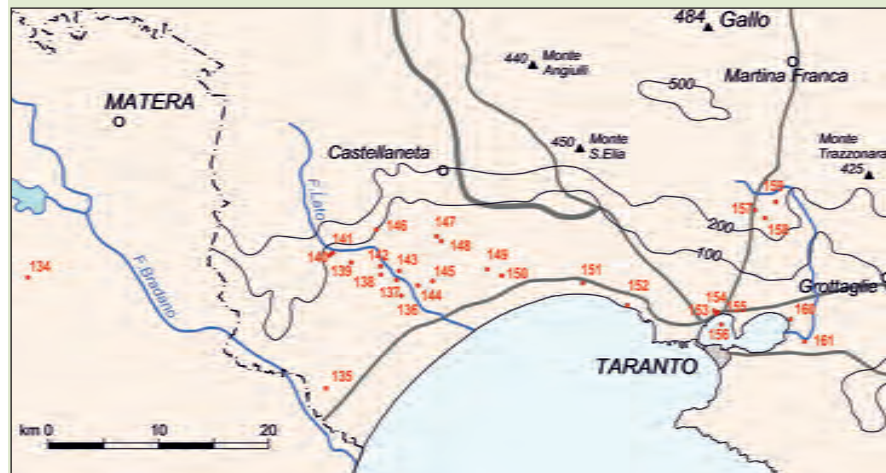 484
Gallo
440
Monte
Angiulli
MATERA
Martina Franca
500
Castellaneta
450
Monte
S.Elia
Monte
Trazzonara
425
F.Lato
159
157
158
200
100
146
147
148
141
140
139
142
143
138
137
136
144
145
149
150
151
152
134
F.Bradano
Grottaglie
154
153
155
156
160
161
TARANTO
135
km 0
10
20